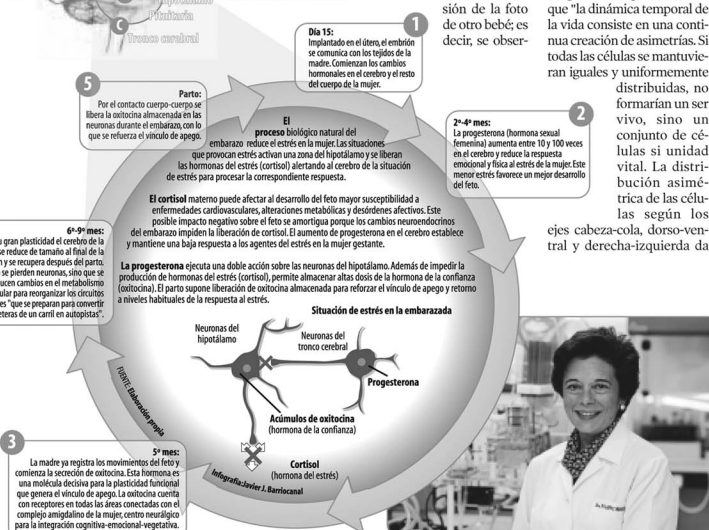 Pituitaria
C
Tronco cerebral
sión de la foto
de otro bebé; es
decir, se obser-
que "la dinámica temporal de
la vida consiste en una conti-
nua creación de asimetrías. Si
todas las células se mantuvie-
ran iguales y uniformemente
distribuidas, no
formarían un ser
vivo, sino un
conjunto de cé-
lulas si unidad
vital. La distri-
bución asimé-
trica de las célu-
las según los
ejes cabeza-cola, dorso-ven-
tral y derecha-izquierda da
1
Día 15:
Implantado en el útero, el embrión
se comunica con los tejidos de la
madre. Comienzan los cambios
hormonales en el cerebro y el resto
del cuerpo de la mujer.
2
2º-4º mes:
La progesterona (hormona sexual
femenina) aumenta entre 10 y 100 veces
en el cerebro y reduce la respuesta
emocional y física al estrés de la mujer. Este
menor estrés favorece un mejor desarrollo
del feto.
5
Parto:
Por el contacto cuerpo-cuerpo se
libera la oxitocina almacenada en las
neuronas durante el embarazo, con lo
que se refuerza el vínculo de apego.
El
proceso biológico natural del
embarazo reduce el estrés en la mujer. Las situaciones
que provocan estrés activan una zona del hipotálamo y se liberan
las hormonas del estrés (cortisol) alertando al cerebro de la situación
de estrés para procesar la correspondiente respuesta.
El cortisol materno puede afectar al desarrollo del feto mayor susceptibilidad a
enfermedades cardiovasculares, alteraciones metabólicas y desórdenes afectivos. Este
posible impacto negativo sobre el feto se amortigua porque los cambios neuroendocrinos
del embarazo impiden la liberación de cortisol. El aumento de progesterona en el cerebro establece
y mantiene una baja respuesta a los agentes del estrés en la mujer gestante.
La progesterona ejecuta una doble acción sobre las neuronas del hipotálamo. Además de impedir la
producción de hormonas del estrés (cortisol), permite almacenar altas dosis de la hormona de la confianza
(oxitocina). El parto supone liberación de oxitocina almacenada para reforzar el vínculo de apego y retorno
a niveles habituales de la respuesta al estrés.
6º-9º mes:
u gran plasticidad el cerebro de la
se reduce de tamaño al final de la
n y se recupera después del parto.
se pierden neuronas, sino que se
ucen cambios en el metabolismo
ular para reorganizar los circuitos
es "que se preparan para convertir
eteras de un carril en autopistas".
Situación de estrés en la embarazada
Neuronas del
hipotálamo
Neuronas del
tronco cerebral
Progesterona
Acúmulos de oxitocina
(hormona de la confianza)
Cortisol
(hormona del estrés)
FUENTE: Elaboración propia
Infografía: Javier J. Barriocanal
3
5º mes:
La madre ya registra los movimientos del feto y
comienza la secreción de oxitocina. Esta hormona es
una molécula decisiva para la plasticidad funcional
que genera el vínculo de apego. La oxitocina cuenta
con receptores en todas las áreas conectadas con el
complejo amigdalino de la mujer, centro neurálgico
para la integración cognitiva-emocional-vegetativa.